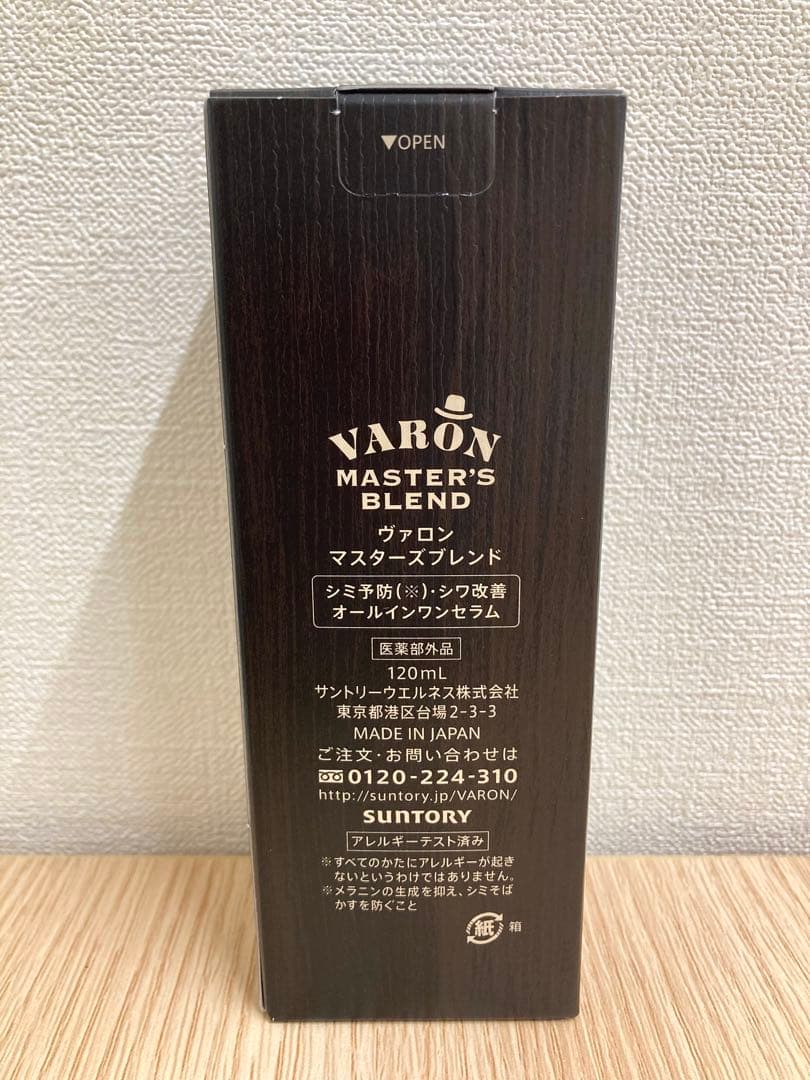 ▼OPEN
VARON
MASTER'S
BLEND
ヴァロン
マスターズブレンド
シミ予防(※)・シワ改善
オールインワンセラム
医薬部外品
120mL
サントリーウエルネス株式会社
東京都港区台場2-3-3
MADE IN JAPAN
ご注文・お問い合わせは
0120-224-310
http://suntory.jp/VARON/
SUNTORY
アレルギーテスト済み
※すべてのかたにアレルギーが起き
ないというわけではありません。
※メラニンの生成を抑え、シミそば
かすを防ぐこと
紙 箱